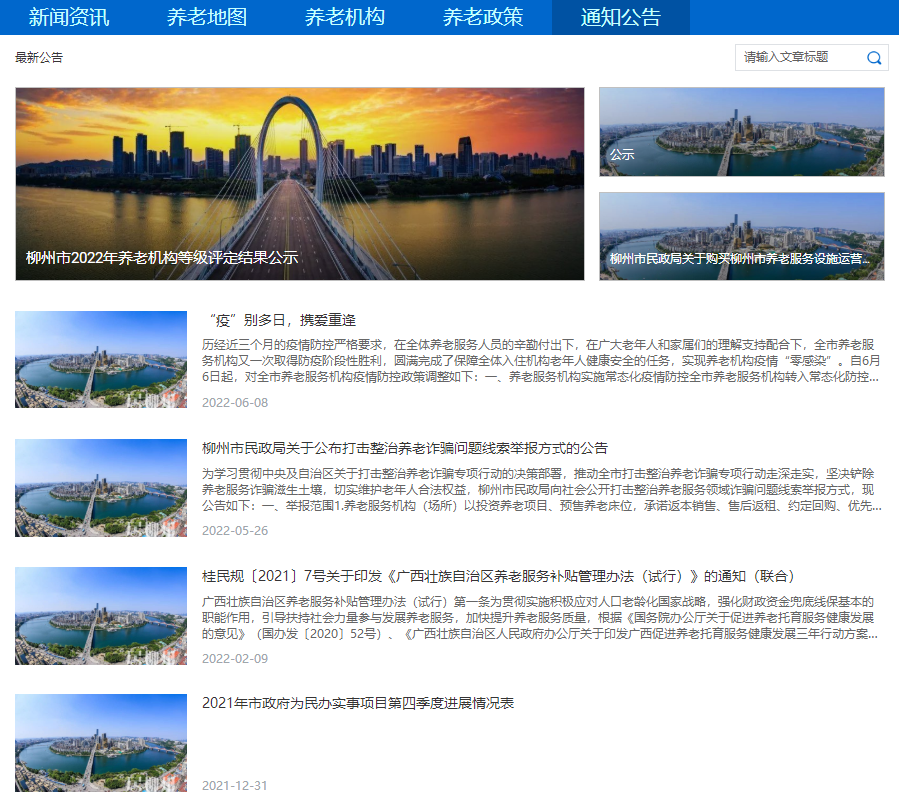 新闻资讯 养老地图 养老机构 养老政策 通知公告
最新公告
请输入文章标题
柳州市2022年养老机构等级评定结果公示
公示
柳州市民政局关于购买柳州市养老服务设施运营...
“疫”别多日，携爱重逢
历经近三个月的疫情防控严格要求，在全体养老服务人员的辛勤付出下，在广大老年人和家属们的理解支持配合下，全市养老服
务机构又一次取得防疫阶段性胜利，圆满完成了保障全体入住机构老年人健康安全的任务，实现养老机构疫情“零感染”。自6月
6日起，对全市养老服务机构疫情防控政策调整如下：一、养老服务机构实施常态化疫情防控全市养老服务机构转入常态化防控...
2022-06-08
柳州市民政局关于公布打击整治养老诈骗问题线索举报方式的公告
为学习贯彻中央及自治区关于打击整治养老诈骗专项行动的决策部署，推动全市打击整治养老诈骗专项行动走深走实，坚决铲除
养老服务诈骗滋生土壤，切实维护老年人合法权益，柳州市民政局向社会公开打击整治养老服务领域诈骗问题线索举报方式，现
公告如下：一、举报范围1.养老服务机构（场所）以投资养老项目、预售养老床位，承诺返本销售、售后返租、约定回购、优先...
2022-05-26
桂民规〔2021〕7号关于印发《广西壮族自治区养老服务补贴管理办法（试行）》的通知（联合）
广西壮族自治区养老服务补贴管理办法（试行）第一条为贯彻实施积极应对人口老龄化国家战略，强化财政资金兜底线保基本的
职能作用，引导扶持社会力量参与发展养老服务，加快提升养老服务质量，根据《国务院办公厅关于促进养老托育服务健康发展
的意见》（国办发〔2020〕52号）、《广西壮族自治区人民政府办公厅关于印发广西促进养老托育服务健康发展三年行动方案...
2022-02-09
2021年市政府为民办实事项目第四季度进展情况表
2021-12-31